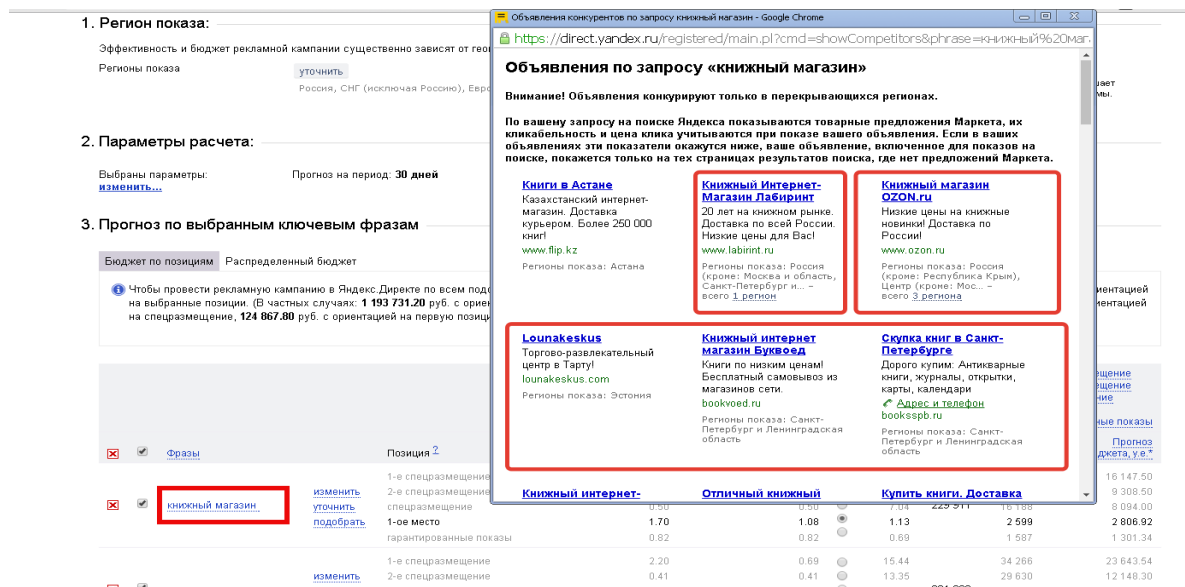 1. Регион показа:
Эффективность и бюджет рекламной кампании существенно зависят от гео
Регионы показа
уточнить
Россия, СНГ (исключая Россию), Евро
2. Параметры расчета:
Выбраны параметры:
Прогноз на период: 30 дней
изменить...
3. Прогноз по выбранным ключевым фразам
Бюджет по позициям Распределенный бюджет
Чтобы провести рекламную кампанию в Яндекс.Директе по всем под
на выбранные позиции. (В частных случаях: 1 193 731.20 руб. с ориен
на спецразмещение, 124 867.80 руб. с ориентацией на первую позиц
Фразы
Позиция ?
Прогноз
книжный магазин
изменить
уточнить
подобрать
1-е спецразмещение 16 147.50
2-е спецразмещение 9 308.50
спецразмещение 0.50 0.50 7.04 229 911 16 188 8 094.00
1-ое место 1.70 1.08 1.13 2 599 2 806.92
гарантированные показы 0.82 0.82 0.69 1 587 1 301.34
1-е спецразмещение 2.20 0.69 15.44 34 266 23 643.54
изменить 2-е спецразмещение 0.41 0.41 13.35 29 630 12 148.30
Объявления конкурентов по запросу книжный магазин - Google Chrome
https://direct.yandex.ru/registered/main.pl?cmd=showCompetitors&phrase=книжный%20маг
Объявления по запросу «книжный магазин»
Внимание! Объявления конкурируют только в перекрывающихся регионах.
По вашему запросу на поиске Яндекса показываются товарные предложения Маркета, их
кликабельность и цена клика учитываются при показе вашего объявления. Если в ваших
объявлениях эти показатели окажутся ниже, ваше объявление, включенное для показов на
поиске, покажется только на тех страницах результатов поиска, где нет предложений Маркета.
Книги в Астане
Казахстанский интернет-
магазин. Доставка
курьером. Более 250 000
книг!
www.flip.kz
Регионы показа: Астана
Книжный Интернет-
Магазин Лабиринт
20 лет на книжном рынке.
Доставка по всей России.
Низкие цены для Вас!
www.labirint.ru
Регионы показа: Россия
(кроме: Москва и область,
Санкт-Петербург и... –
всего 1 регион
Книжный магазин
OZON.ru
Низкие цены на книжные
новинки! Доставка по
России!
www.ozon.ru
Регионы показа: Россия
(кроме: Республика Крым),
Центр (кроме: Мос... –
всего 3 региона
Lounakeskus
Торгово-развлекательный
центр в Тарту!
lounakeskus.com
Регионы показа: Эстония
Книжный интернет
магазин Буквоед
Книги по низким ценам!
Бесплатный самовывоз из
магазинов сети.
bookvoed.ru
Регионы показа: Санкт-
Петербург и Ленинградская
область
Скупка книг в Санкт-
Петербурге
Дорого купим: Антикварные
книги, журналы, открытки,
карты, календари
Адрес и телефон
booksspb.ru
Регионы показа: Санкт-
Петербург и Ленинградская
область
Книжный интернет-
Отличный книжный
Купить книги. Доставка